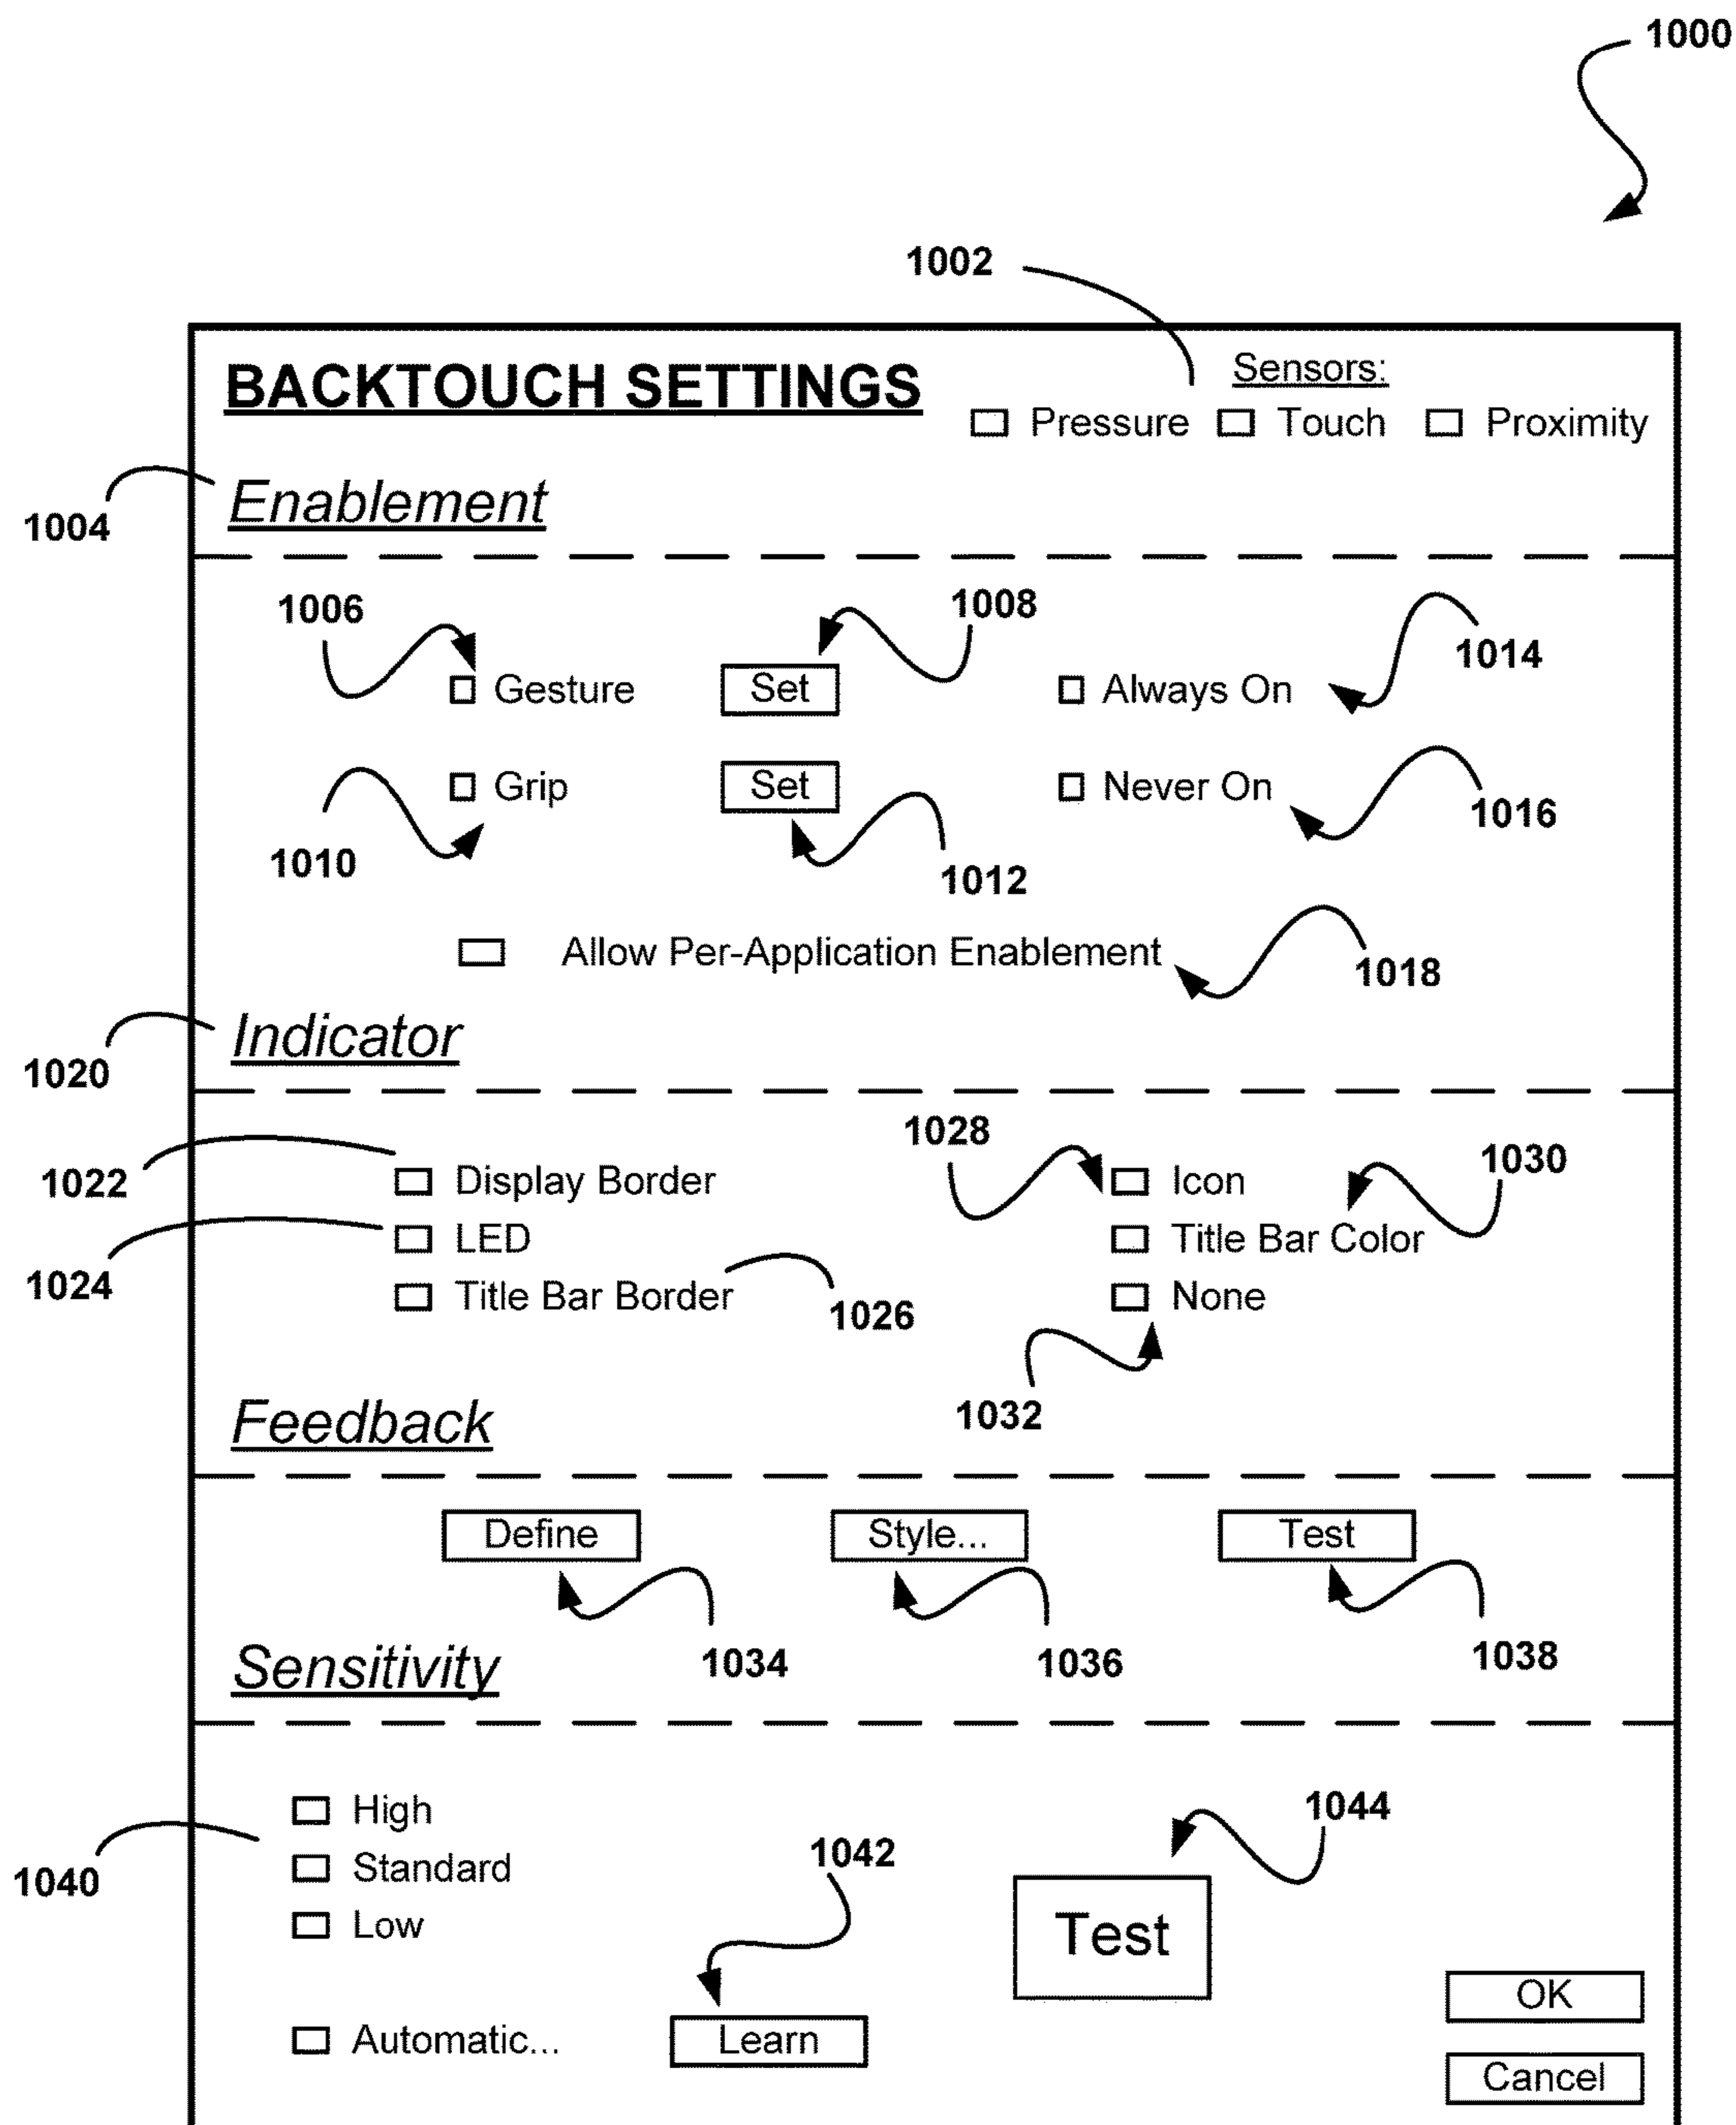 1000
1002
BACKTOUCH SETTINGS
Sensors:
Pressure Touch Proximity
1004
Enablement
1006
1008
1014
Gesture Set Always On
Grip Set Never On
1010
1012
1016
Allow Per-Application Enablement
1018
1020
Indicator
1022
1028
1030
Display Border Icon
LED Title Bar Color
1024
Title Bar Border None
1026
1032
Feedback
Define Style... Test
1034
1036
1038
Sensitivity
1040
High
Standard
Low
1042
1044
Test
Automatic... Learn
OK
Cancel